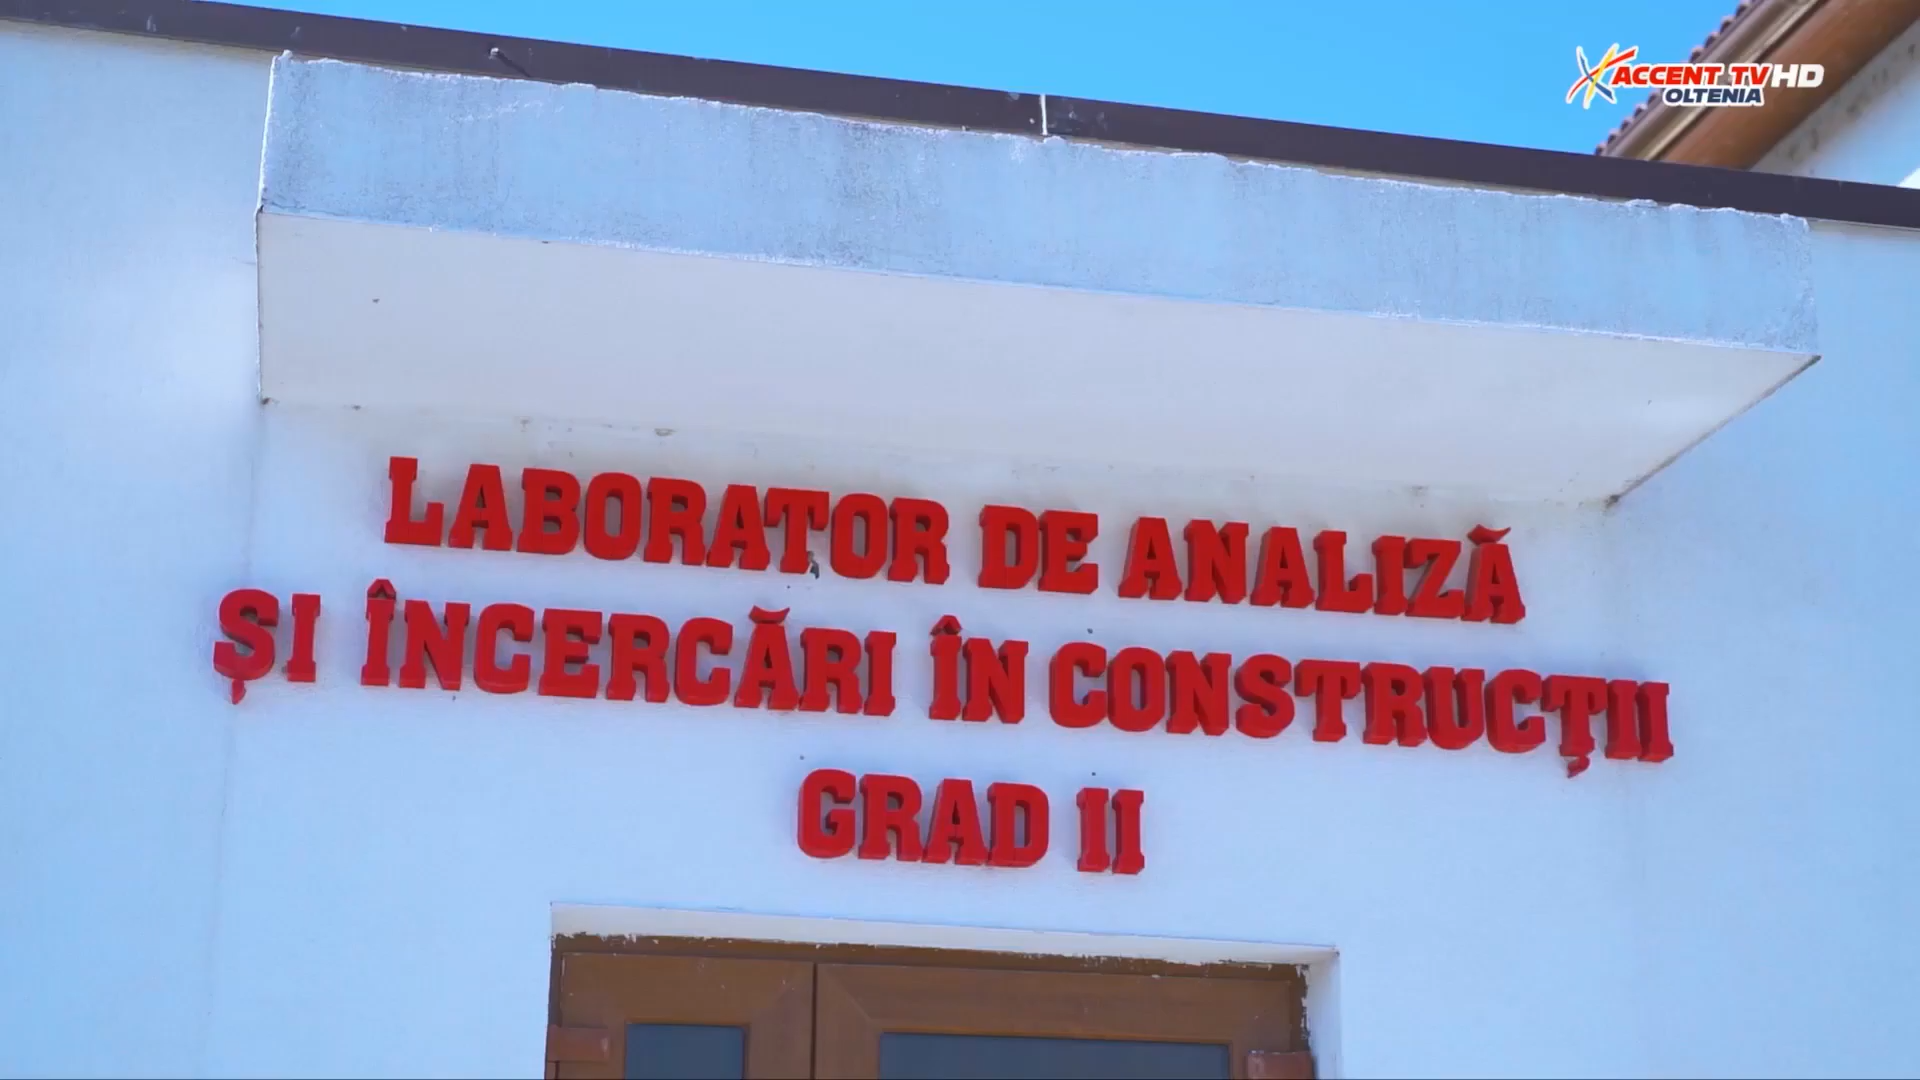 ACCENT TV HD
OLTENIA
LABORATOR DE ANALIZĂ
ȘI ÎNCERCĂRI ÎN CONSTRUCȚII
GRAD II